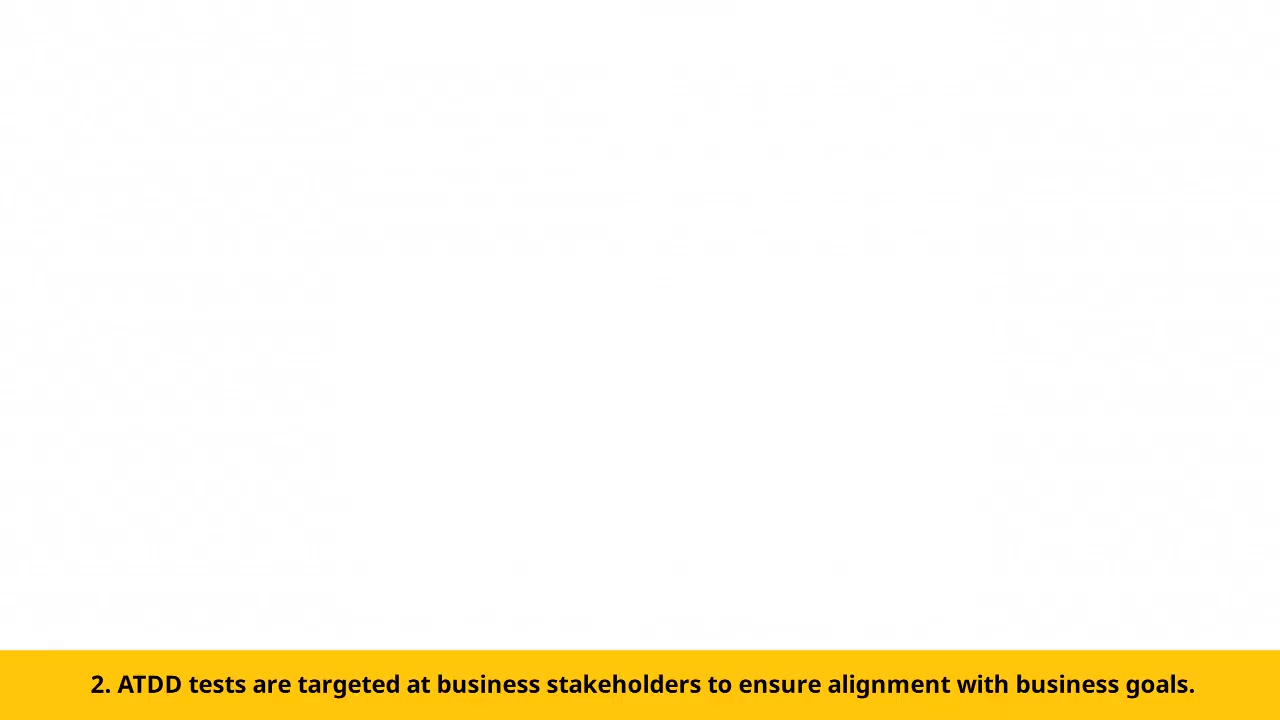 2. ATDD tests are targeted at business stakeholders to ensure alignment with business goals.